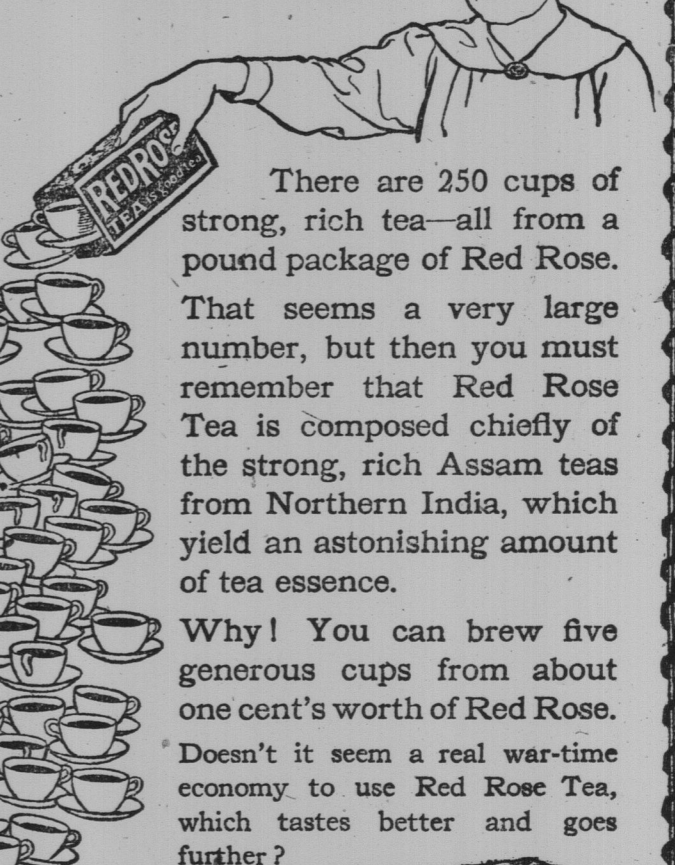 REDROSE
TEA is good tea
There are 250 cups of
strong, rich tea—all from a
pound package of Red Rose.
That seems a very large
number, but then you must
remember that Red Rose
Tea is composed chiefly of
the strong, rich Assam teas
from Northern India, which
yield an astonishing amount
of tea essence.
Why! You can brew five
generous cups from about
one cent's worth of Red Rose.
Doesn't it seem a real war-time
economy to use Red Rose Tea,
which tastes better and goes
further?